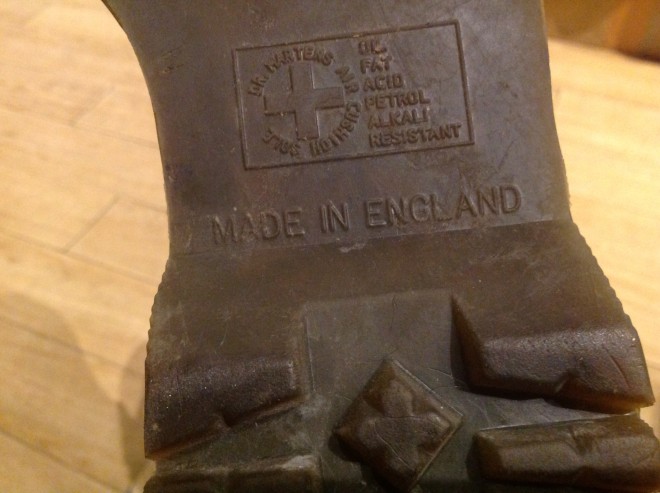 DR. MARTENS AIR CUSHION SOLE
OIL
FAT
ACID
PETROL
ALKALI
RESISTANT
MADE IN ENGLAND